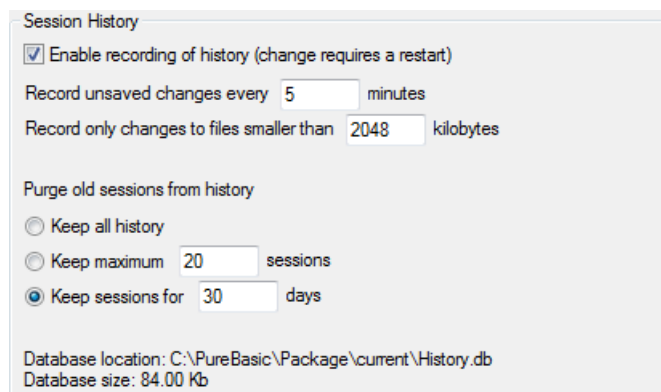 Session History
Enable recording of history (change requires a restart)
Record unsaved changes every 5 minutes
Record only changes to files smaller than 2048 kilobytes
Purge old sessions from history
Keep all history
Keep maximum 20 sessions
Keep sessions for 30 days
Database location: C:\PureBasic\Package\current\History.db
Database size: 84.00 Kb